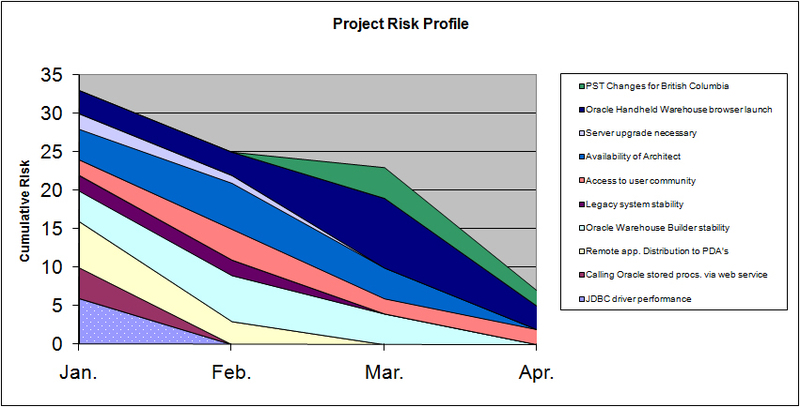 Project Risk Profile
35
30
25
20
15
10
5
0
Cumulative Risk
Jan.
Feb.
Mar.
Apr.
PST Changes for British Columbia
Oracle Handheld Warehouse browser launch
Server upgrade necessary
Availability of Architect
Access to user community
Legacy system stability
Oracle Warehouse Builder stability
Remote app. Distribution to PDA's
Calling Oracle stored procs. via web service
JDBC driver performance